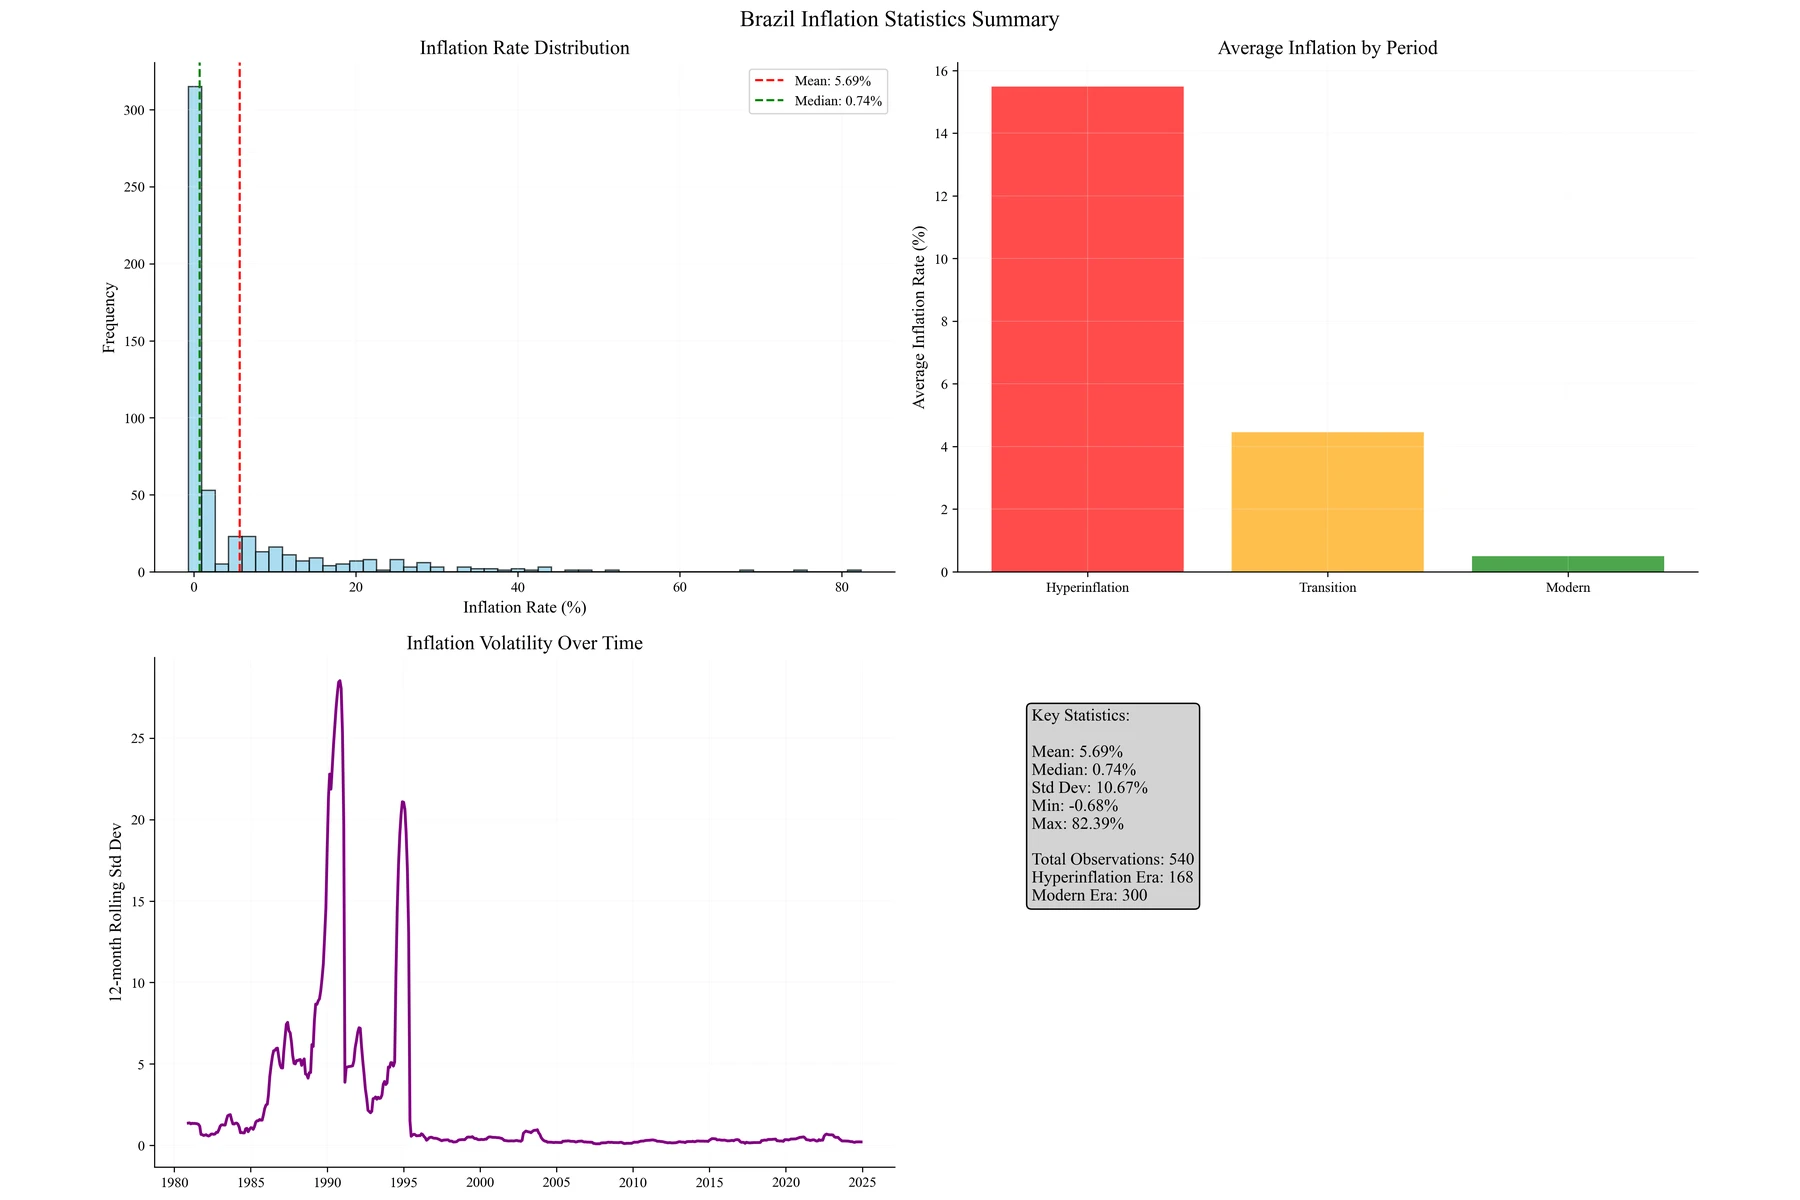 Brazil Inflation Statistics Summary
Inflation Rate Distribution
Mean: 5.69%
Median: 0.74%
Frequency
300
250
200
150
100
50
0
0 20 40 60 80
Inflation Rate (%)
Average Inflation by Period
Average Inflation Rate (%)
16
14
12
10
8
6
4
2
0
Hyperinflation Transition Modern
Inflation Volatility Over Time
12-month Rolling Std Dev
25
20
15
10
5
0
1980 1985 1990 1995 2000 2005 2010 2015 2020 2025
Key Statistics:
Mean: 5.69%
Median: 0.74%
Std Dev: 10.67%
Min: -0.68%
Max: 82.39%
Total Observations: 540
Hyperinflation Era: 168
Modern Era: 300